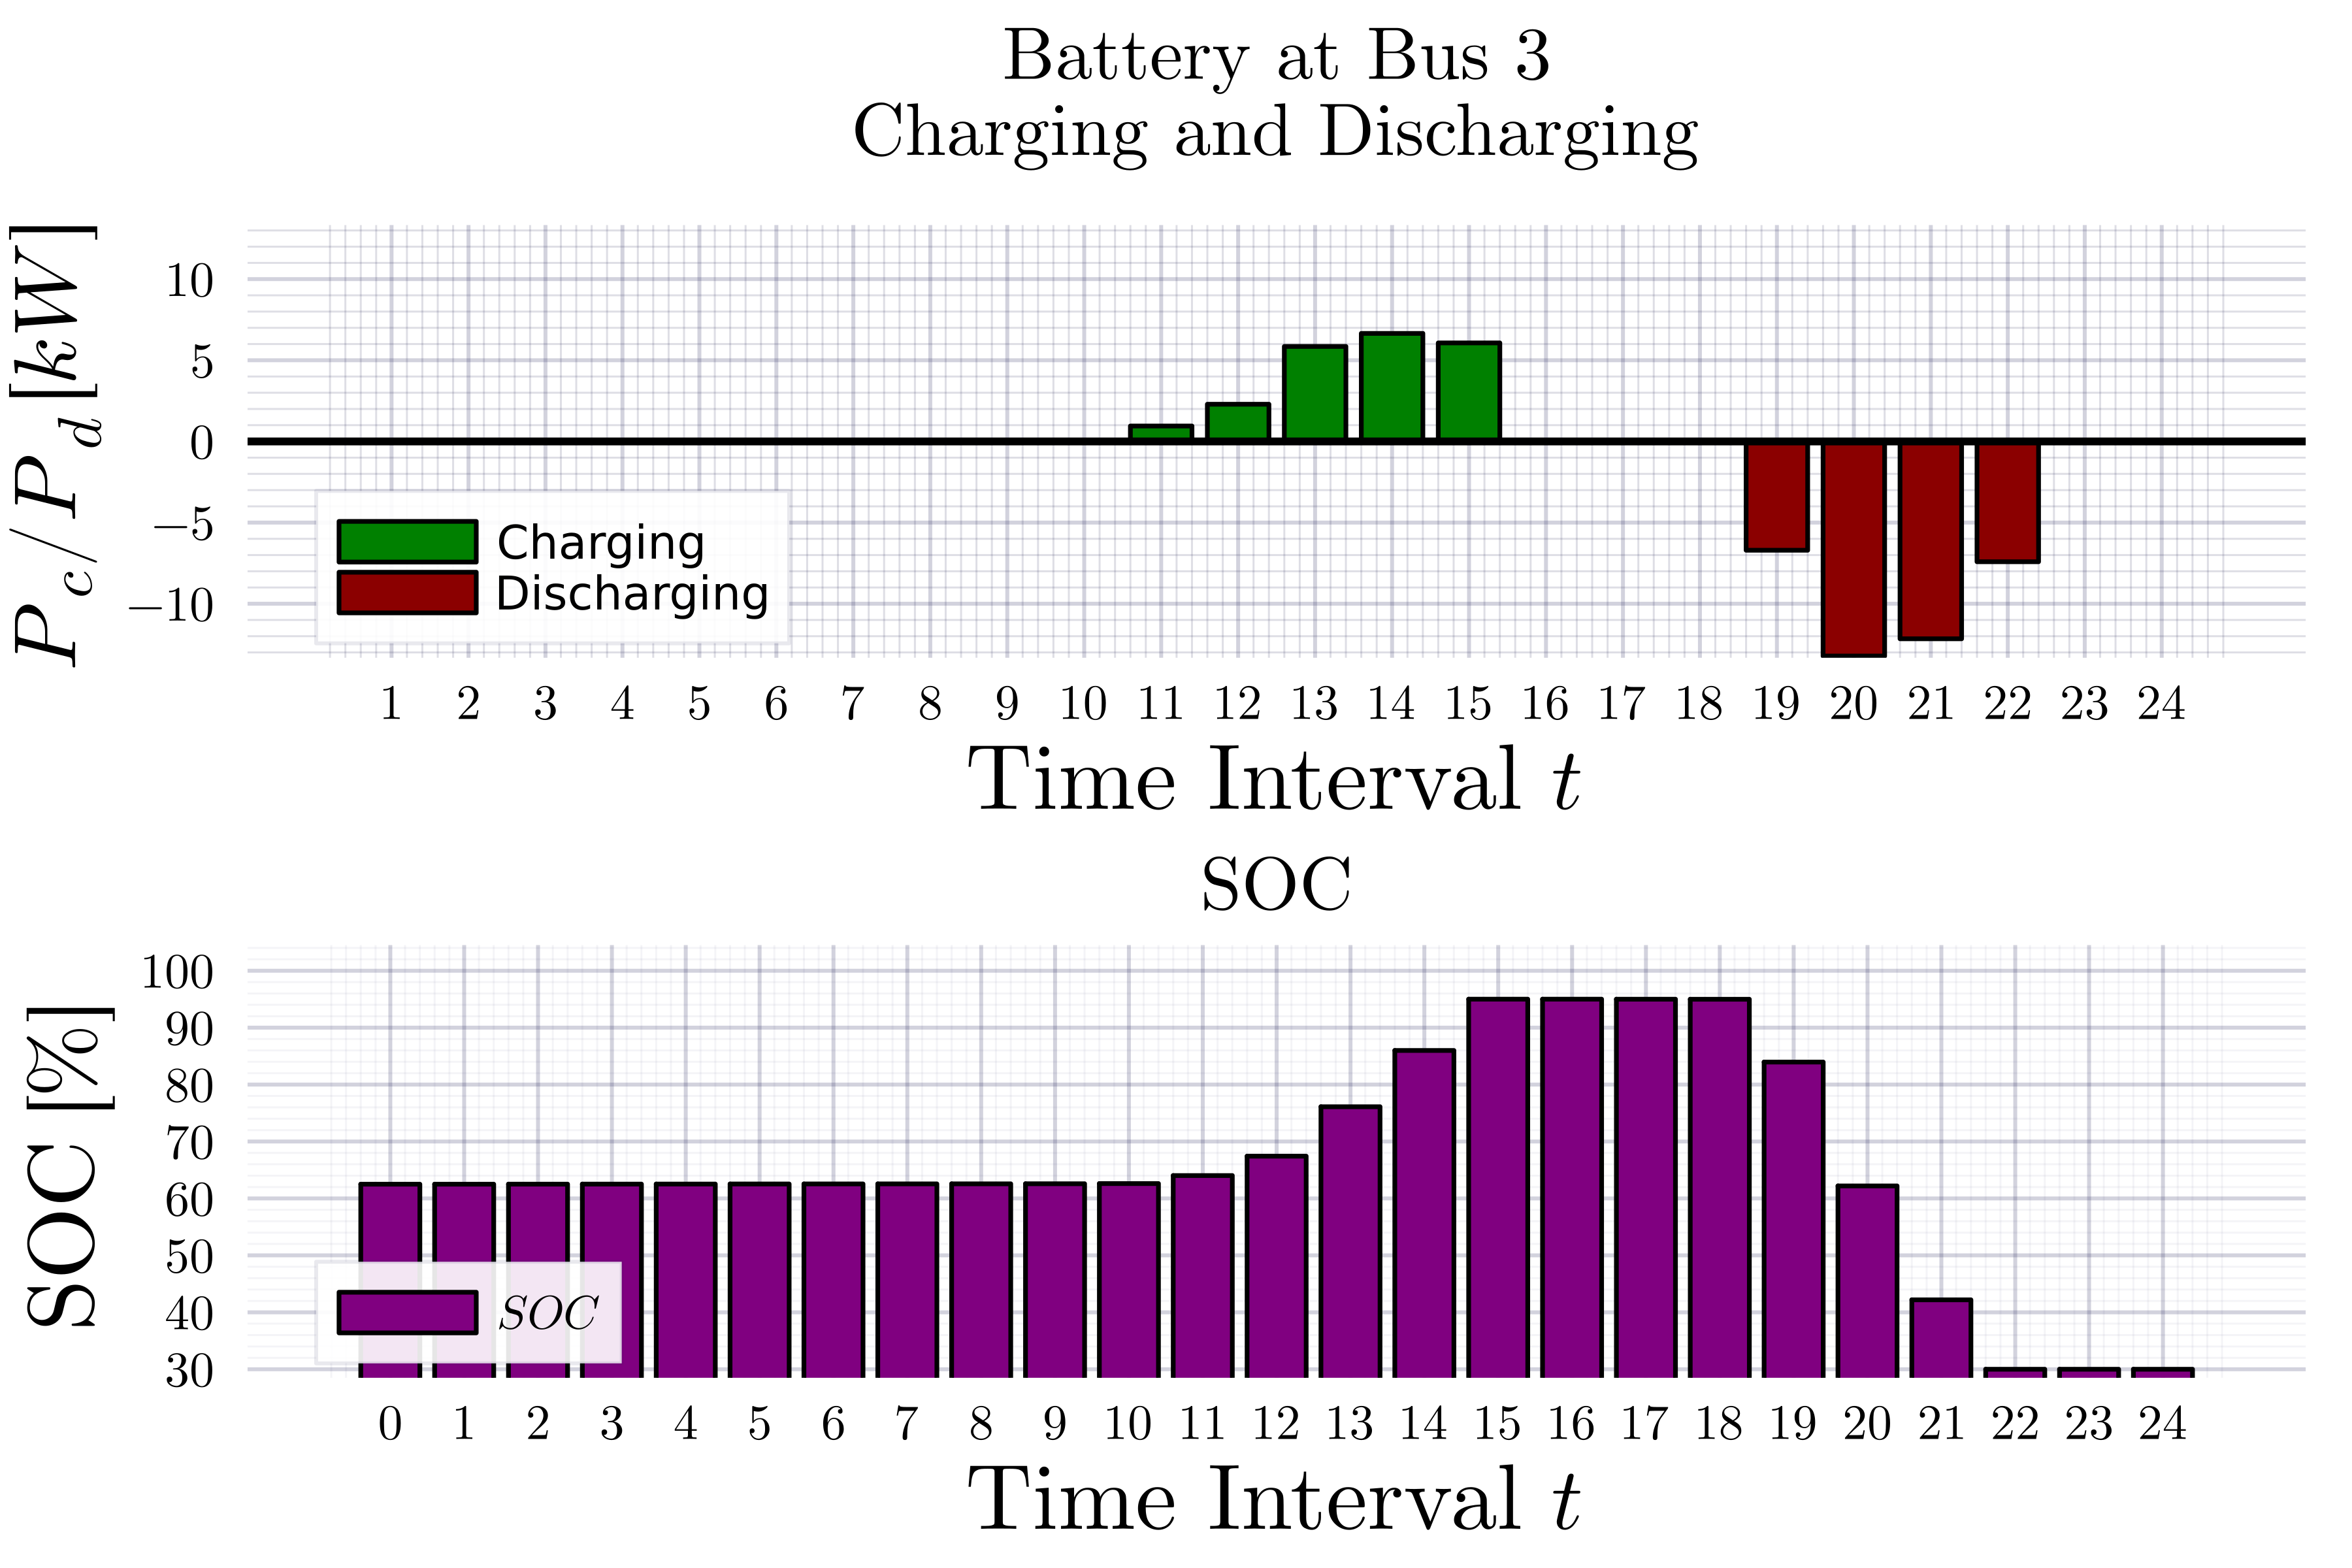 Battery at Bus 3
Charging and Discharging
P_c/P_d [kW]
10
5
0
−5
−10
Charging
Discharging
1 2 3 4 5 6 7 8 9 10 11 12 13 14 15 16 17 18 19 20 21 22 23 24
Time Interval t
SOC
SOC [%]
100
90
80
70
60
50
40
30
SOC
0 1 2 3 4 5 6 7 8 9 10 11 12 13 14 15 16 17 18 19 20 21 22 23 24
Time Interval t